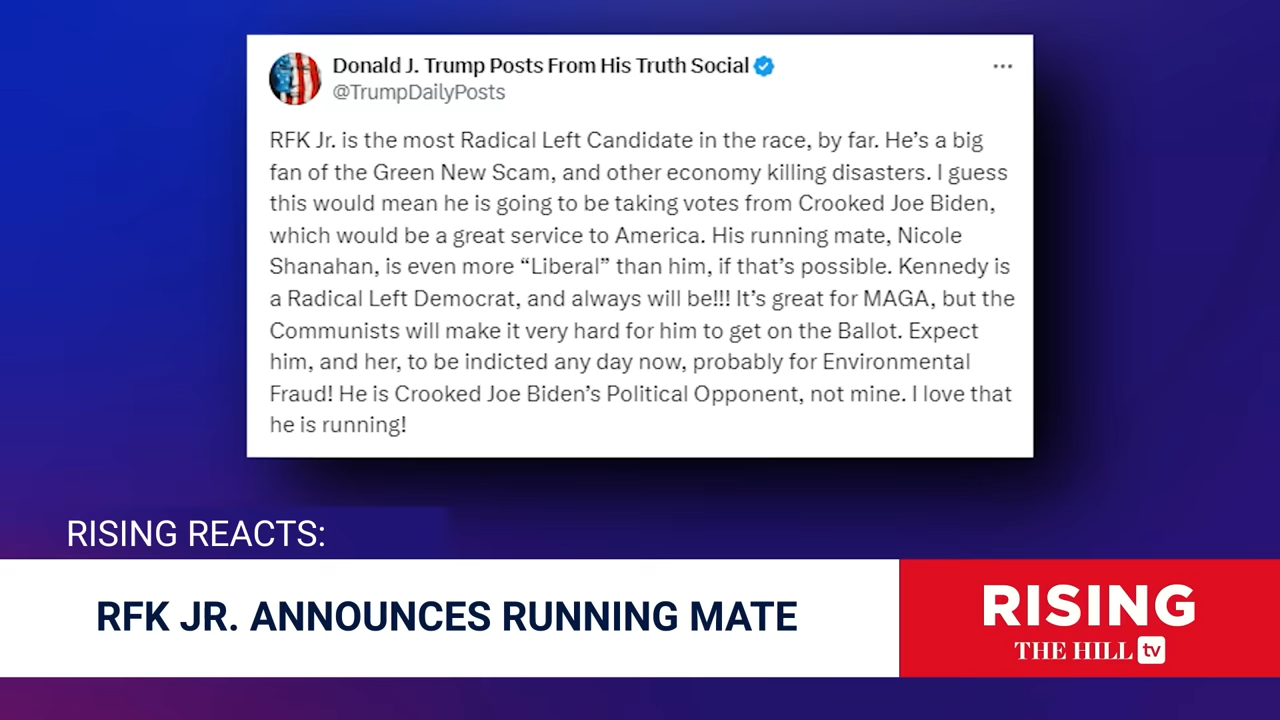 Donald J. Trump Posts From His Truth Social
@TrumpDailyPosts
RFK Jr. is the most Radical Left Candidate in the race, by far. He's a big
fan of the Green New Scam, and other economy killing disasters. I guess
this would mean he is going to be taking votes from Crooked Joe Biden,
which would be a great service to America. His running mate, Nicole
Shanahan, is even more “Liberal” than him, if that's possible. Kennedy is
a Radical Left Democrat, and always will be!!! It's great for MAGA, but the
Communists will make it very hard for him to get on the Ballot. Expect
him, and her, to be indicted any day now, probably for Environmental
Fraud! He is Crooked Joe Biden's Political Opponent, not mine. I love that
he is running!
RISING REACTS:
RFK JR. ANNOUNCES RUNNING MATE
RISING
THE HILL tv